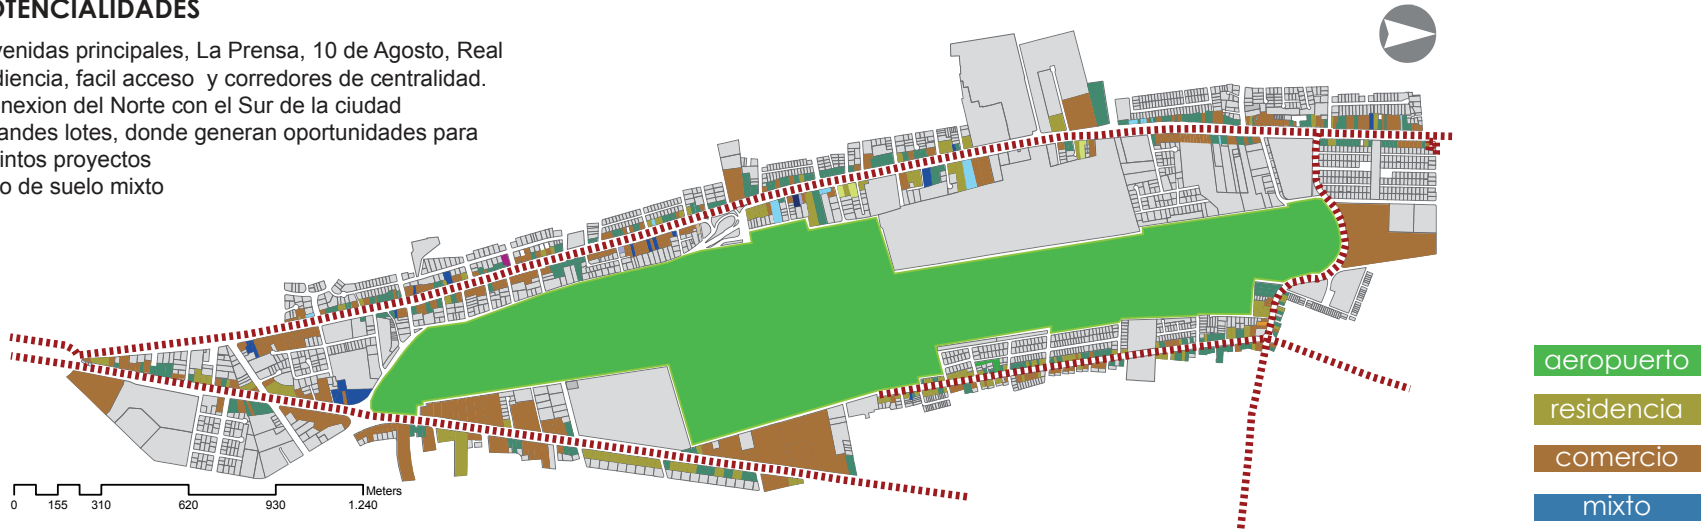 OTENCIALIDADES
venidas principales, La Prensa, 10 de Agosto, Real
diencia, facil acceso y corredores de centralidad.
nexion del Norte con el Sur de la ciudad
andes lotes, donde generan oportunidades para
intos proyectos
o de suelo mixto
aeropuerto
residencia
comercio
mixto
Meters
0 155 310 620 930 1.240